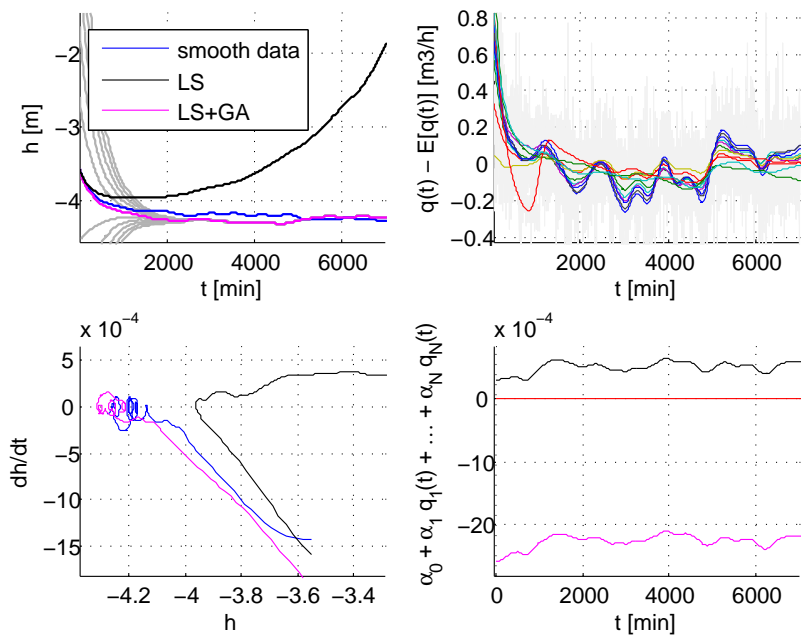 −2
−3
−4
h [m]
smooth data
LS
LS+GA
2000 4000 6000
t [min]
0.8
0.6
0.4
0.2
0
−0.2
−0.4
q(t) − E[q(t)] [m3/h]
0 2000 4000 6000
t [min]
x 10⁻⁴
5
0
−5
−10
−15
dh/dt
−4.2 −4 −3.8 −3.6 −3.4
h
x 10⁻⁴
0
−10
−20
α₀ + α₁ q₁(t) + ... + α_N q_N(t)
0 2000 4000 6000
t [min]